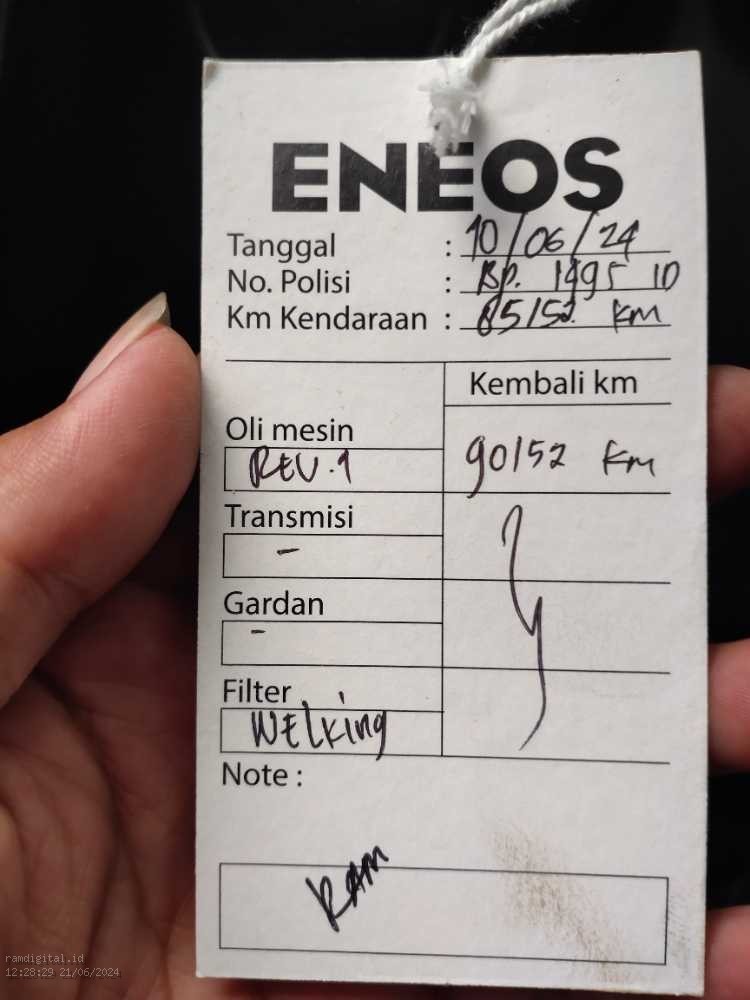 ENEOS
Tanggal : 10/06/24
No. Polisi : Bp. 1495 ID
Km Kendaraan : 85152 km
Kembali km
Oli mesin
REV.1 90152 km
Transmisi
-
Gardan
-
Filter
WELKing
Note :
RAM
ramdigital.id
12:28:29 21/06/2024